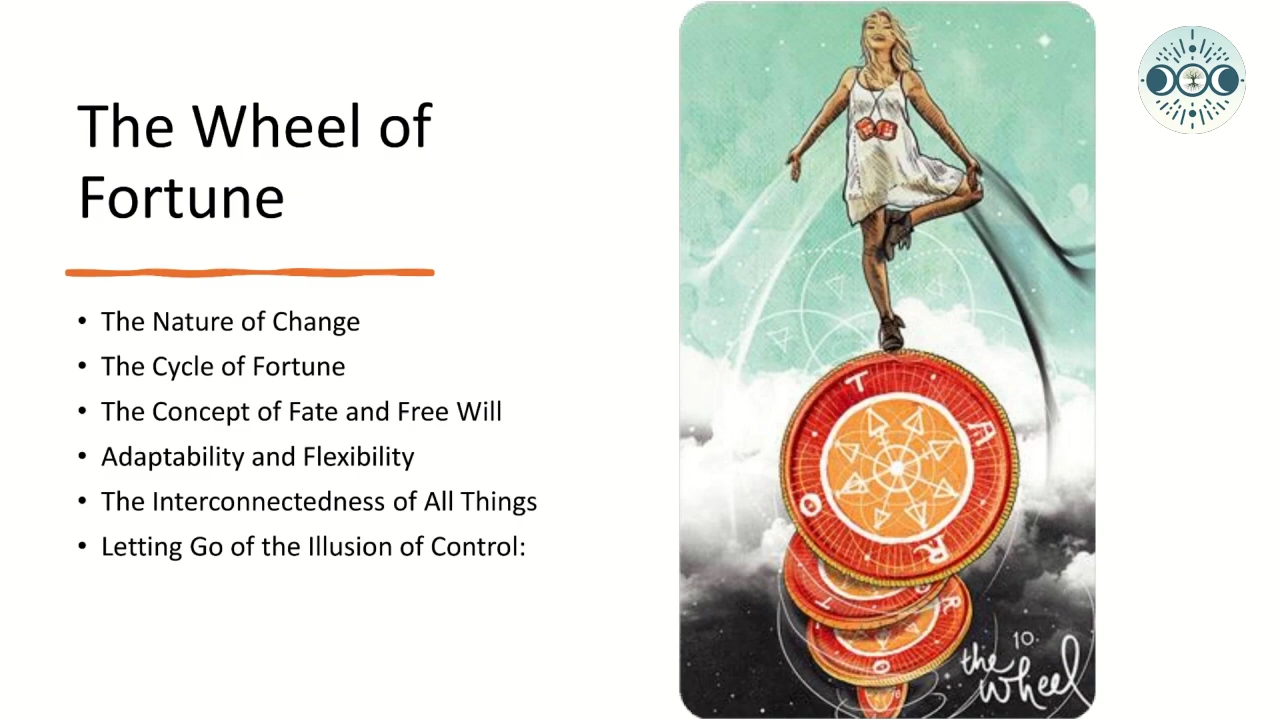 The Wheel of
Fortune
• The Nature of Change
• The Cycle of Fortune
• The Concept of Fate and Free Will
• Adaptability and Flexibility
• The Interconnectedness of All Things
• Letting Go of the Illusion of Control:
T
A
R
O
T
O
R
O
10.
the
wheel